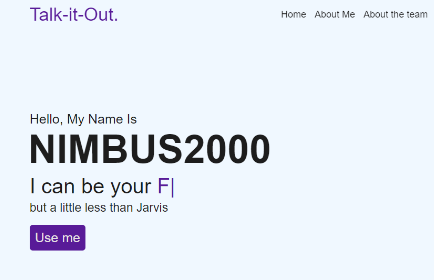 Talk-it-Out.
Home About Me About the team
Hello, My Name Is
NIMBUS2000
I can be your F|
but a little less than Jarvis
Use me